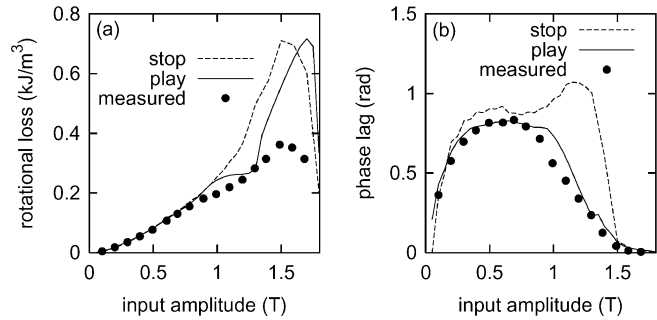 (a)
stop
play
measured
rotational loss (kJ/m³)
0.8
0.6
0.4
0.2
0
0 0.5 1 1.5
input amplitude (T)
(b)
stop
play
measured
phase lag (rad)
1.5
1
0.5
0
0 0.5 1 1.5
input amplitude (T)